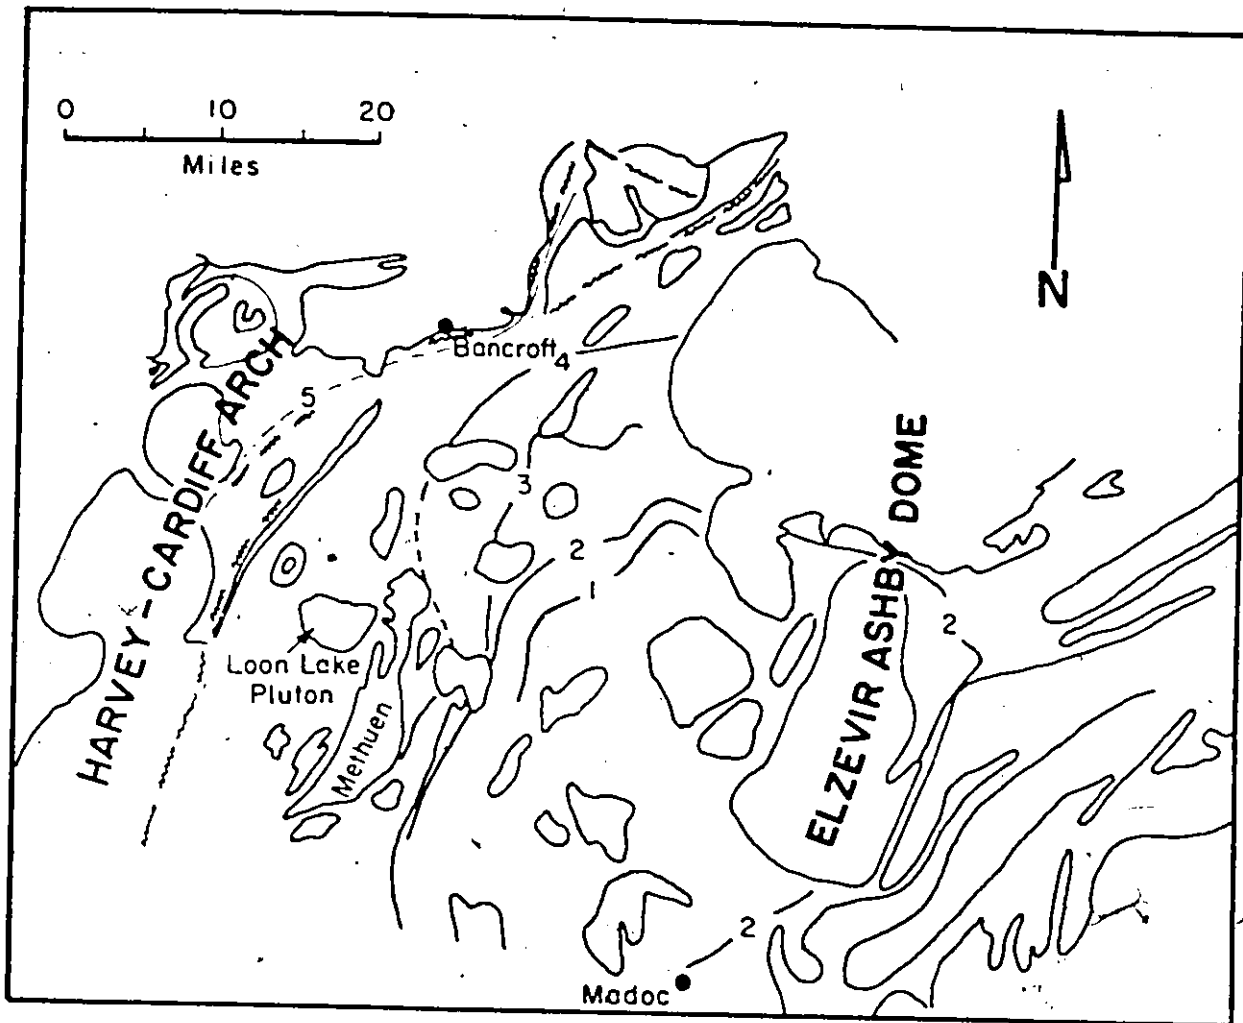 0 10 20
Miles
N
Bancroft
4
5
3
2
1
2
2
HARVEY-CARDIFF ARCH
ELZEVIR ASHBY DOME
Loon Lake
Pluton
Methuen
Madoc